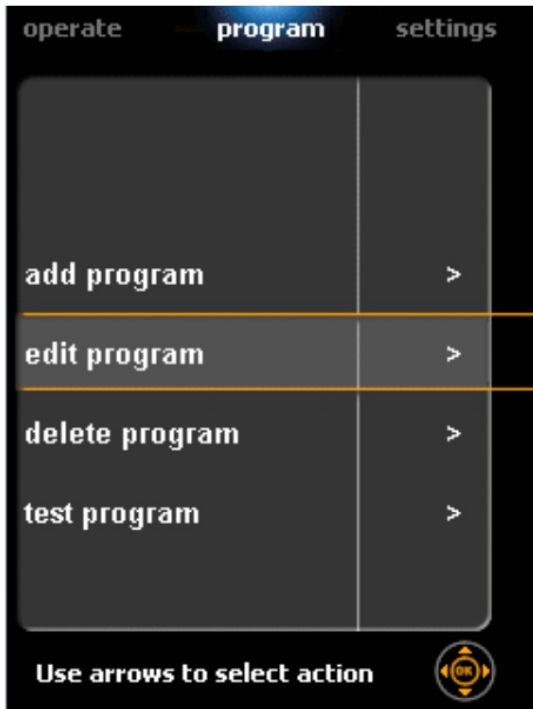 operate program settings
add program >
edit program >
delete program >
test program >
Use arrows to select action OK